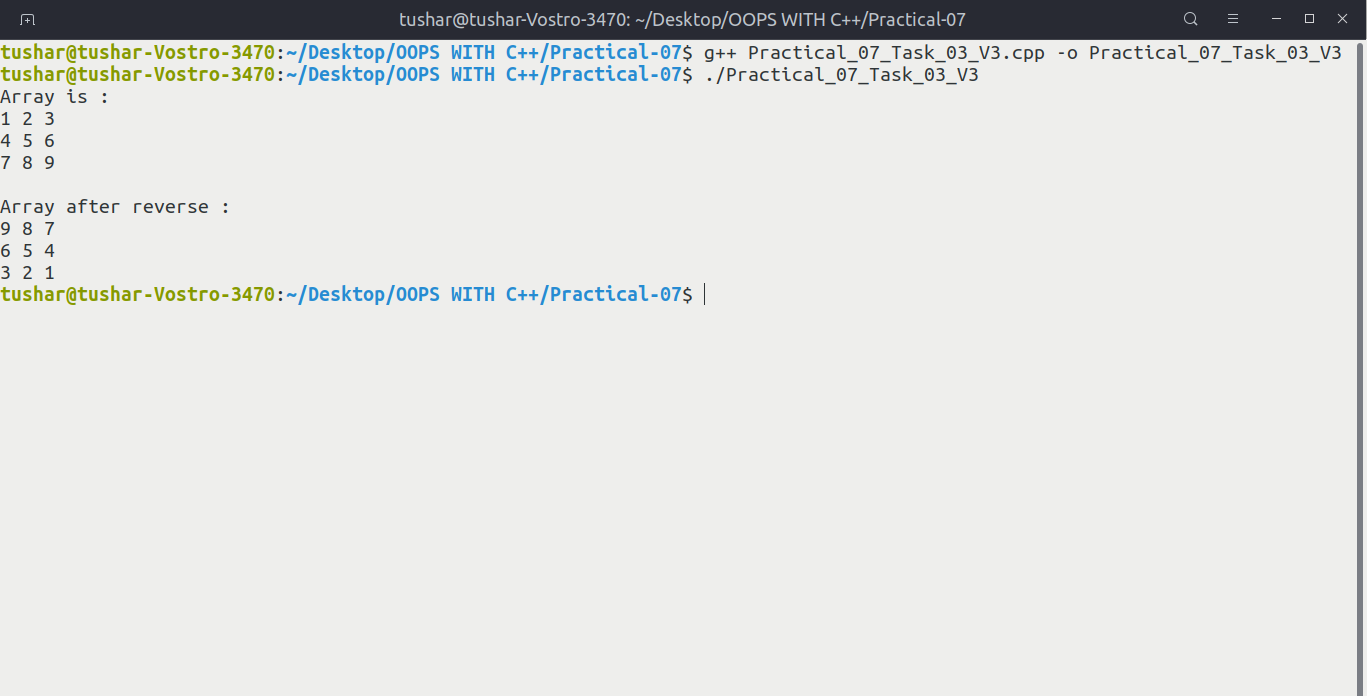 tushar@tushar-Vostro-3470: ~/Desktop/OOPS WITH C++/Practical-07
tushar@tushar-Vostro-3470:~/Desktop/OOPS WITH C++/Practical-07$ g++ Practical_07_Task_03_V3.cpp -o Practical_07_Task_03_V3
tushar@tushar-Vostro-3470:~/Desktop/OOPS WITH C++/Practical-07$ ./Practical_07_Task_03_V3
Array is :
1 2 3
4 5 6
7 8 9
Array after reverse :
9 8 7
6 5 4
3 2 1
tushar@tushar-Vostro-3470:~/Desktop/OOPS WITH C++/Practical-07$